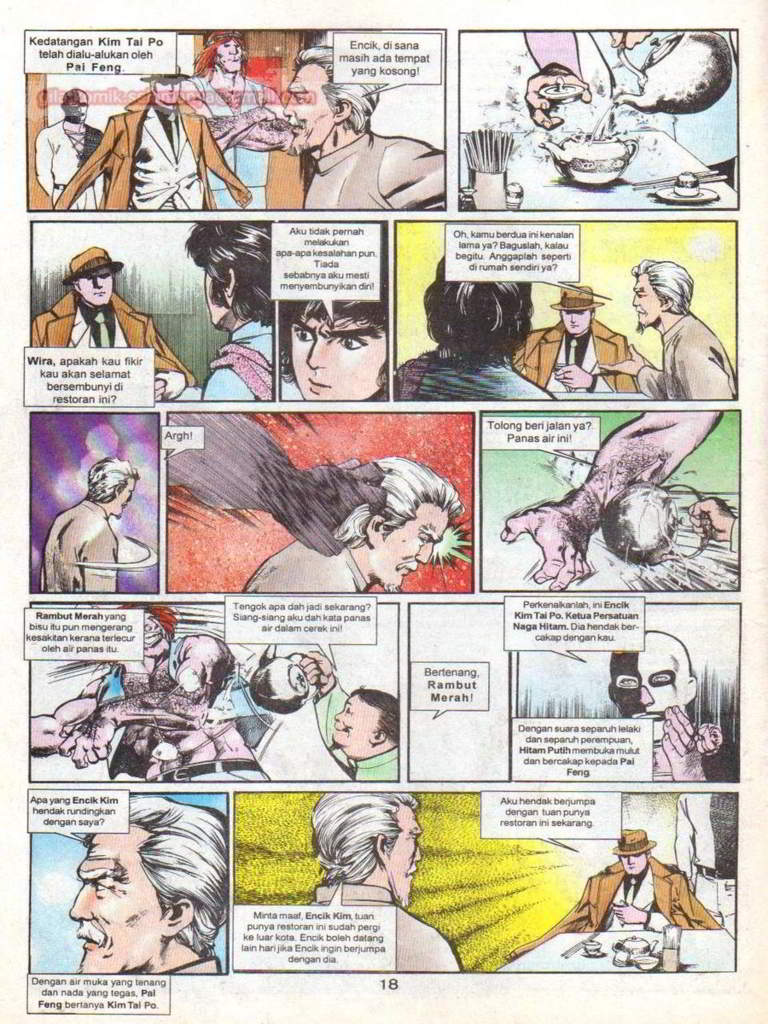 Kedatangan Kim Tai Po
telah dialu-alukan oleh
Pai Feng.
Encik, di sana
masih ada tempat
yang kosong!
Wira, apakah kau fikir
kau akan selamat
bersembunyi di
restoran ini?
Aku tidak pernah
melakukan
apa-apa kesalahan pun.
Tiada
sebabnya aku mesti
menyembunyikan diri!
Oh, kamu berdua ini kenalan
lama ya? Baguslah, kalau
begitu. Anggaplah seperti
di rumah sendiri ya?
Argh!
Tolong beri jalan ya?
Panas air ini!
Rambut Merah yang
bisu itu pun mengerang
kesakitan kerana terlecur
oleh air panas itu.
Tengok apa dah jadi sekarang?
Siang-siang aku dah kata panas
air dalam cerek ini!
Bertenang,
Rambut
Merah!
Perkenalkanlah, ini Encik
Kim Tai Po. Ketua Persatuan
Naga Hitam. Dia hendak ber-
cakap dengan kau.
Dengan suara separuh lelaki
dan separuh perempuan,
Hitam Putih membuka mulut
dan bercakap kepada Pai
Feng.
Apa yang Encik Kim
hendak rundingkan
dengan saya?
Dengan air muka yang tenang
dan nada yang tegas, Pai
Feng bertanya Kim Tai Po.
Aku hendak berjumpa
dengan tuan punya
restoran ini sekarang.
Minta maaf, Encik Kim, tuan
punya restoran ini sudah pergi
ke luar kota. Encik boleh datang
lain hari jika Encik ingin berjumpa
dengan dia.
18